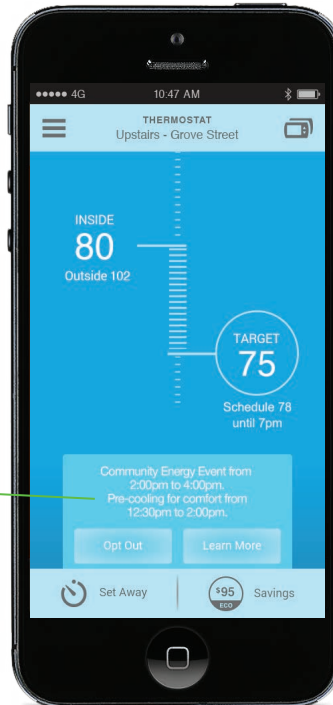 4G 10:47 AM
THERMOSTAT
Upstairs - Grove Street
INSIDE
80
Outside 102
TARGET
75
Schedule 78
until 7pm
Community Energy Event from
2:00pm to 4:00pm.
Pre-cooling for comfort from
12:30pm to 2:00pm.
Opt Out Learn More
Set Away $95 Savings
ECO